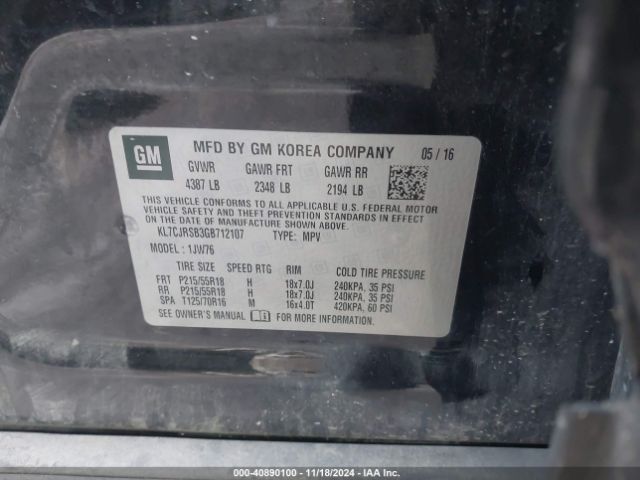 GM
MFD BY GM KOREA COMPANY 05/16
GVWR GAWR FRT GAWR RR
4387 LB 2348 LB 2194 LB
THIS VEHICLE CONFORMS TO ALL APPLICABLE U.S. FEDERAL MOTOR
VEHICLE SAFETY, BUMPER, AND THEFT PREVENTION STANDARDS IN EFFECT
ON THE DATE OF MANUFACTURE SHOWN ABOVE.
KL7CJRSB3GB712107 TYPE: MPV
MODEL: 1JW76
TIRE SIZE SPEED RTG RIM COLD TIRE PRESSURE
FRT P215/55R18 H 18x7.0J 240KPA, 35 PSI
RR P215/55R18 H 18x7.0J 240KPA, 35 PSI
SPA T125/70R16 M 16x4.0T 420KPA, 60 PSI
SEE OWNER'S MANUAL FOR MORE INFORMATION.
000-40890100 - 11/18/2024 - IAA Inc.